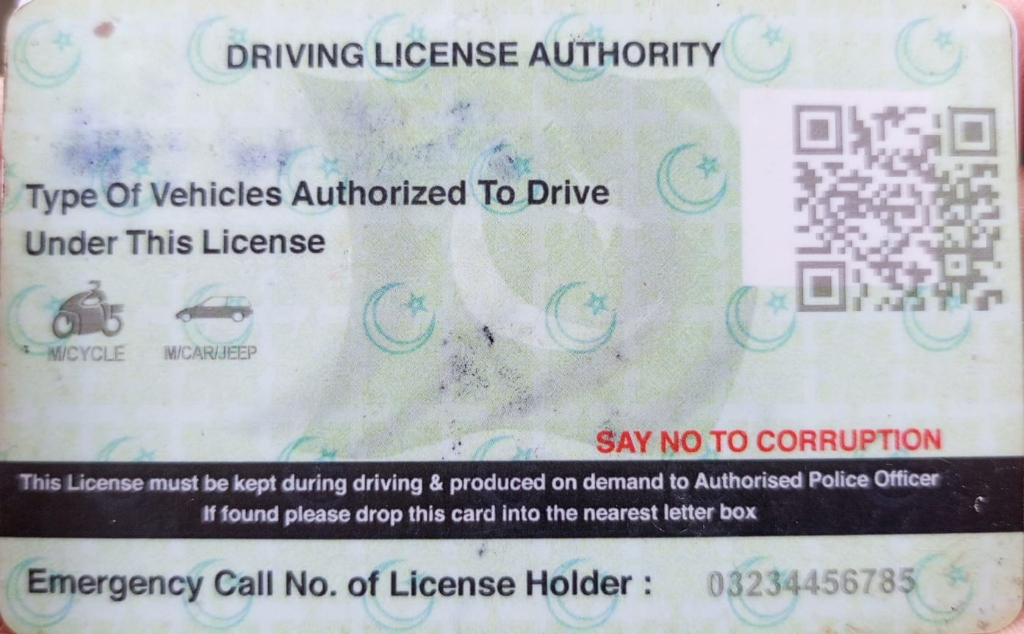 DRIVING LICENSE AUTHORITY
Type Of Vehicles Authorized To Drive
Under This License
M/CYCLE M/CAR/JEEP
SAY NO TO CORRUPTION
This License must be kept during driving & produced on demand to Authorised Police Officer
If found please drop this card into the nearest letter box
Emergency Call No. of License Holder : 03234456785